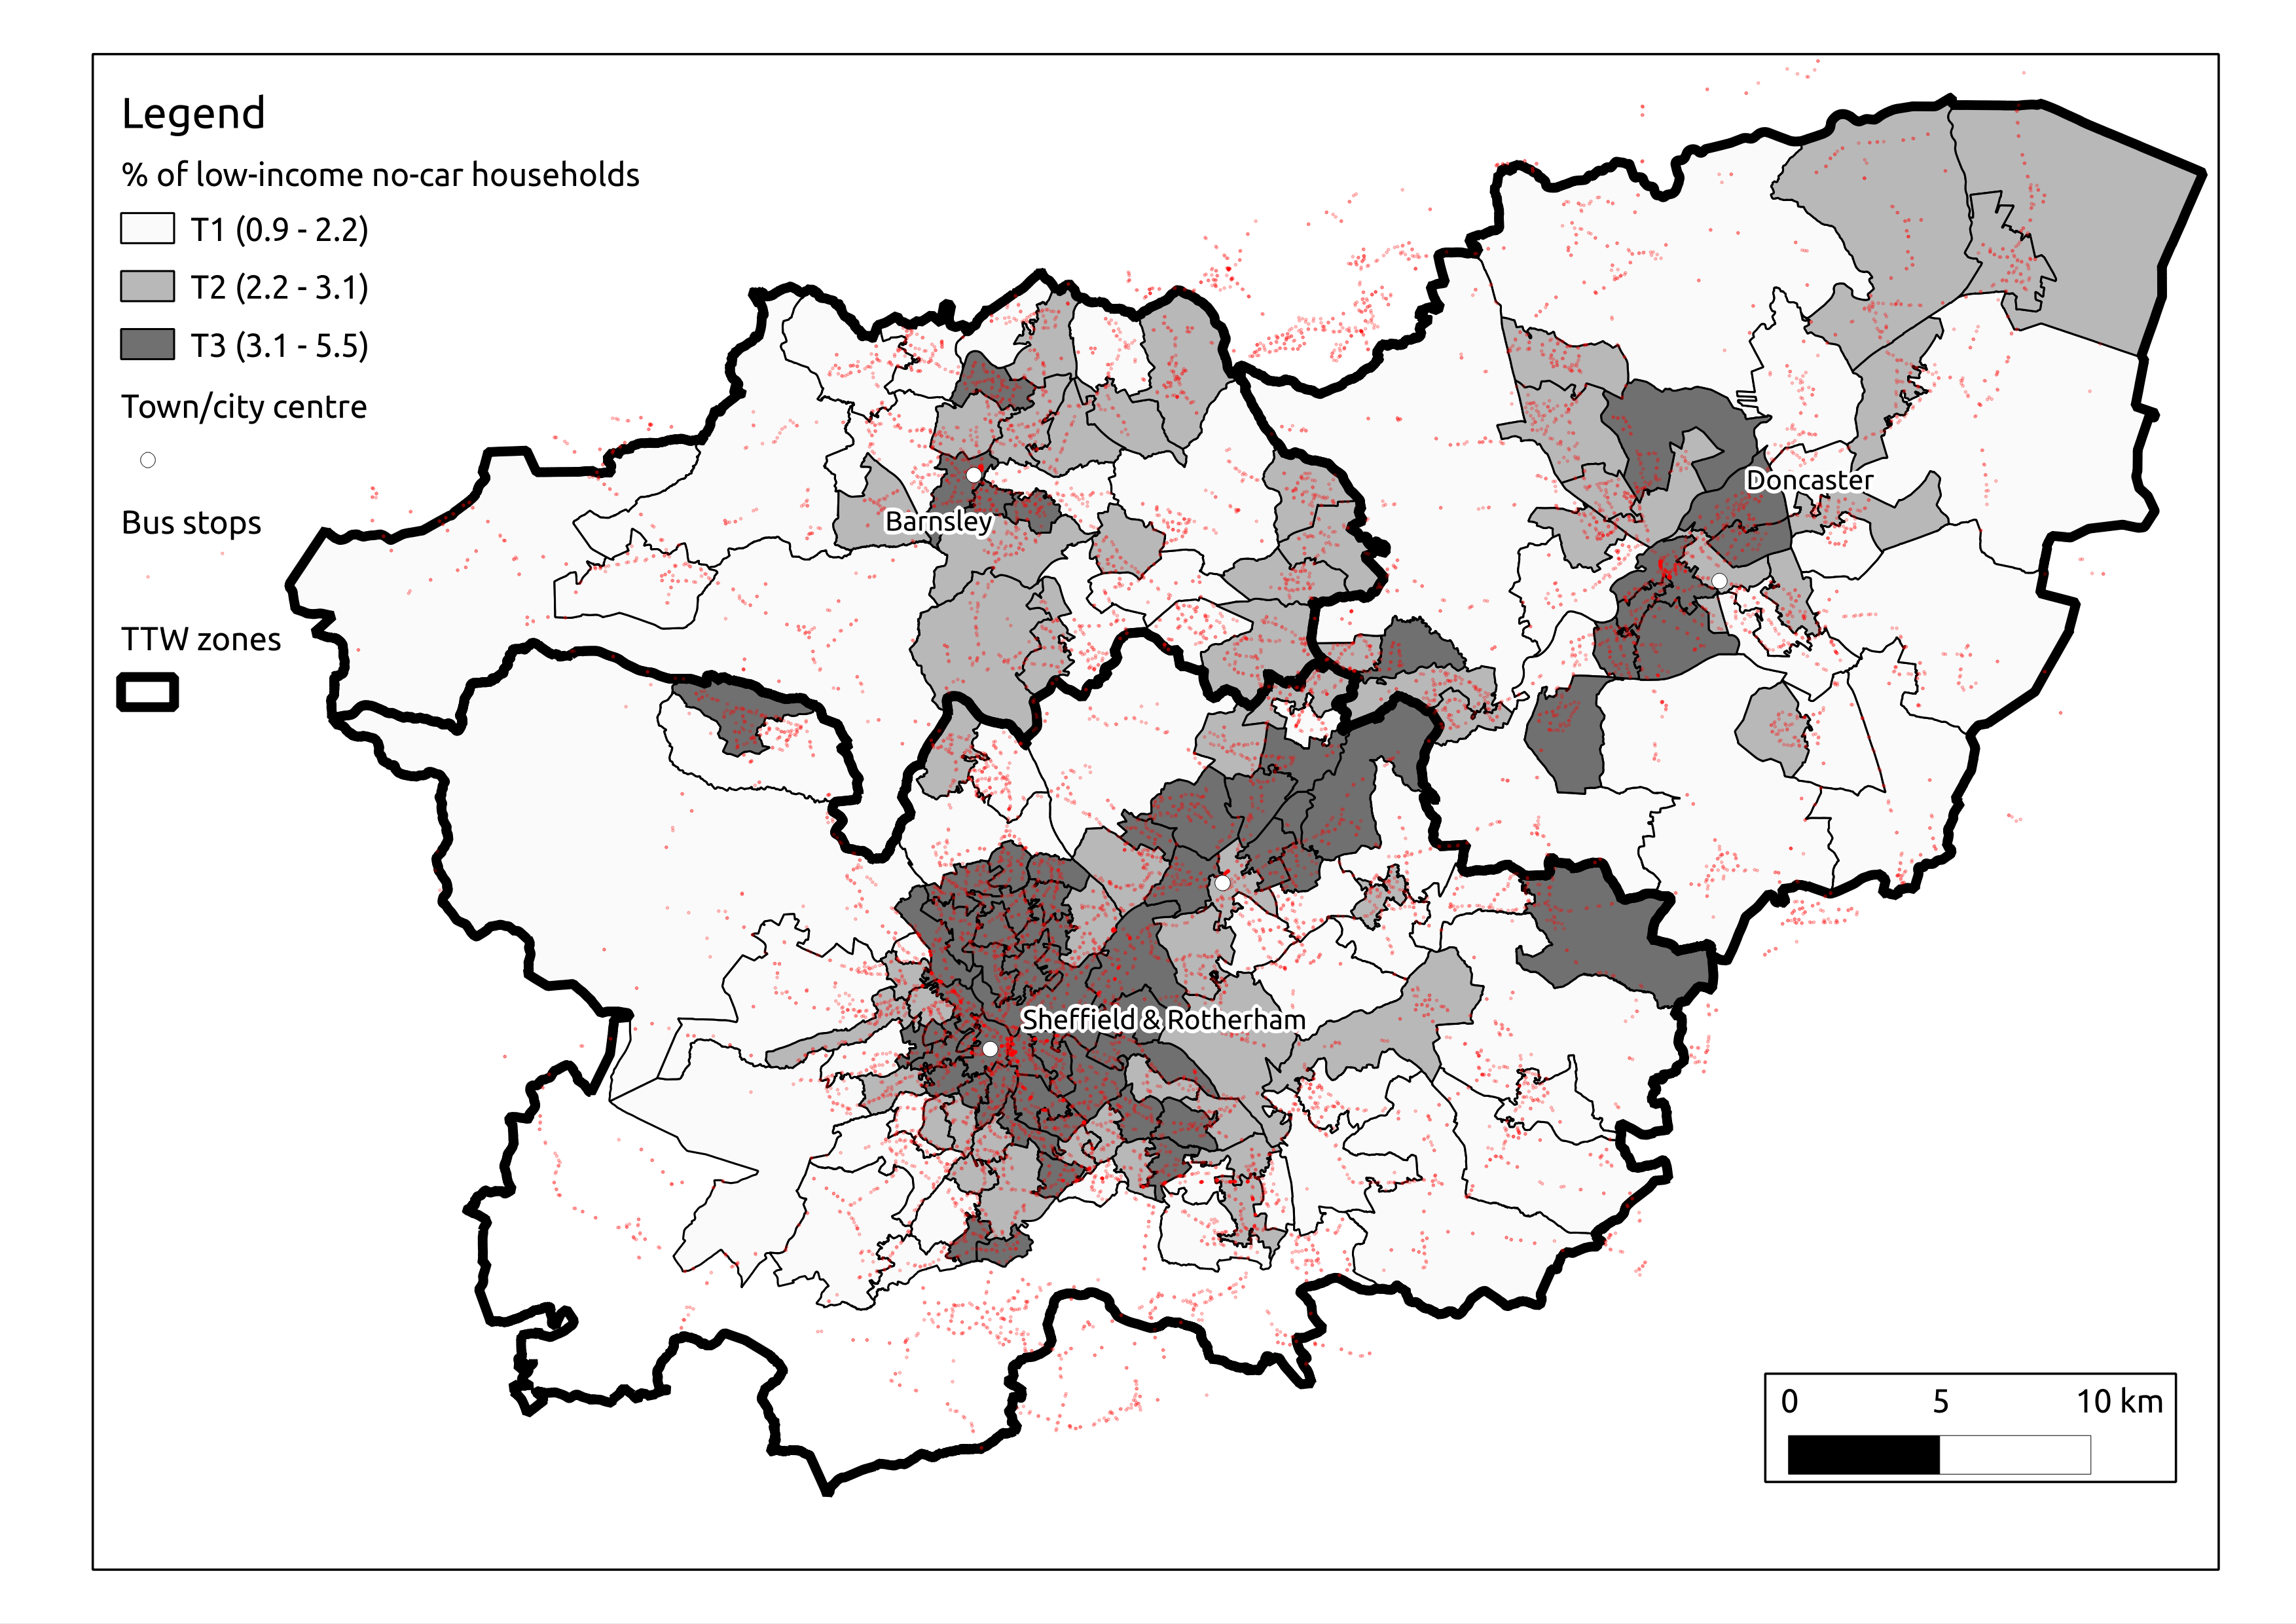 Legend
% of low-income no-car households
T1 (0.9 - 2.2)
T2 (2.2 - 3.1)
T3 (3.1 - 5.5)
Town/city centre
Bus stops
TTW zones
Doncaster
Barnsley
Sheffield & Rotherham
0 5 10 km